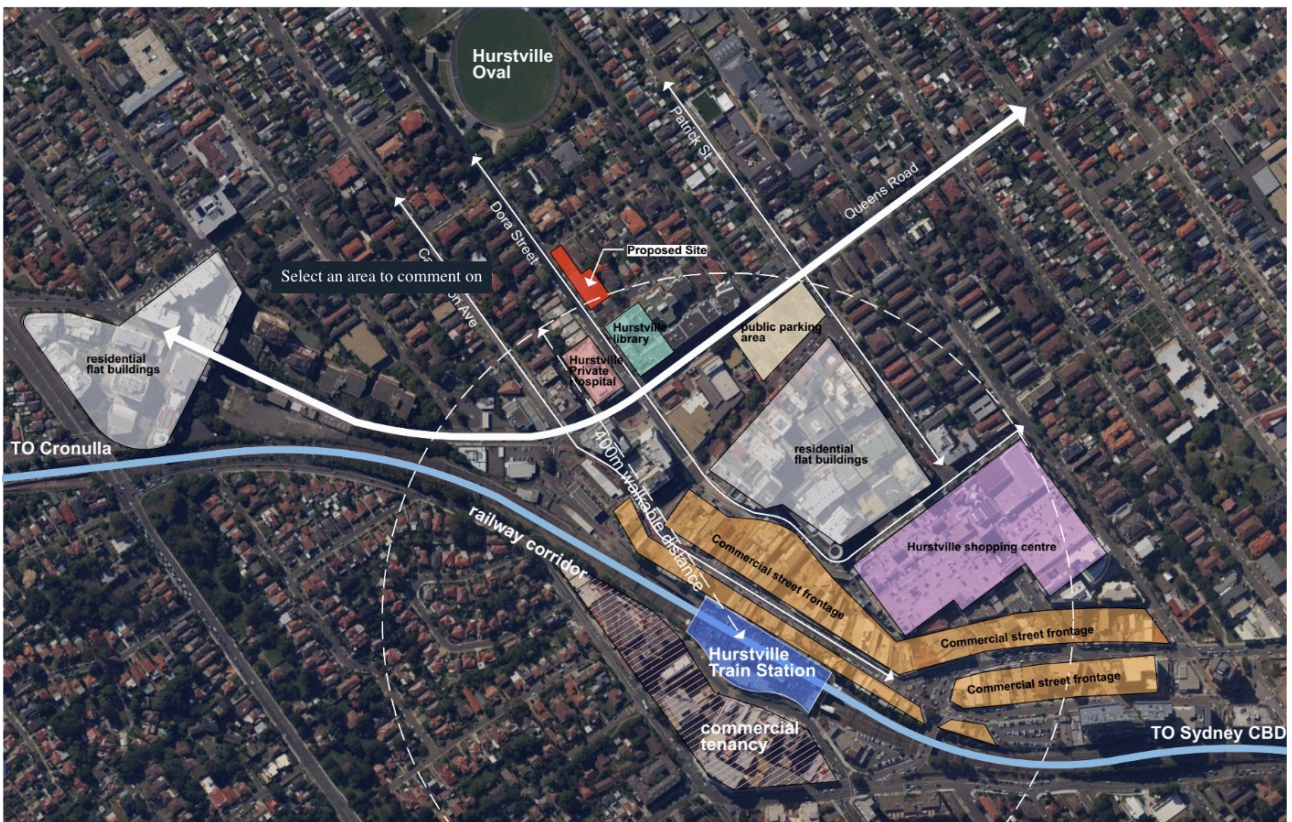 Hurstville
Oval
Patrick St
Queens Road
Dora Street
Proposed Site
Select an area to comment on
on Ave
Hurstville
library
public parking
area
Hurstville
Private
Hospital
residential
flat buildings
TO Cronulla
400m walkable distance
residential
flat buildings
railway corridor
Commercial street frontage
Hurstville shopping centre
Hurstville
Train Station
Commercial street frontage
Commercial street frontage
commercial
tenancy
TO Sydney CBD